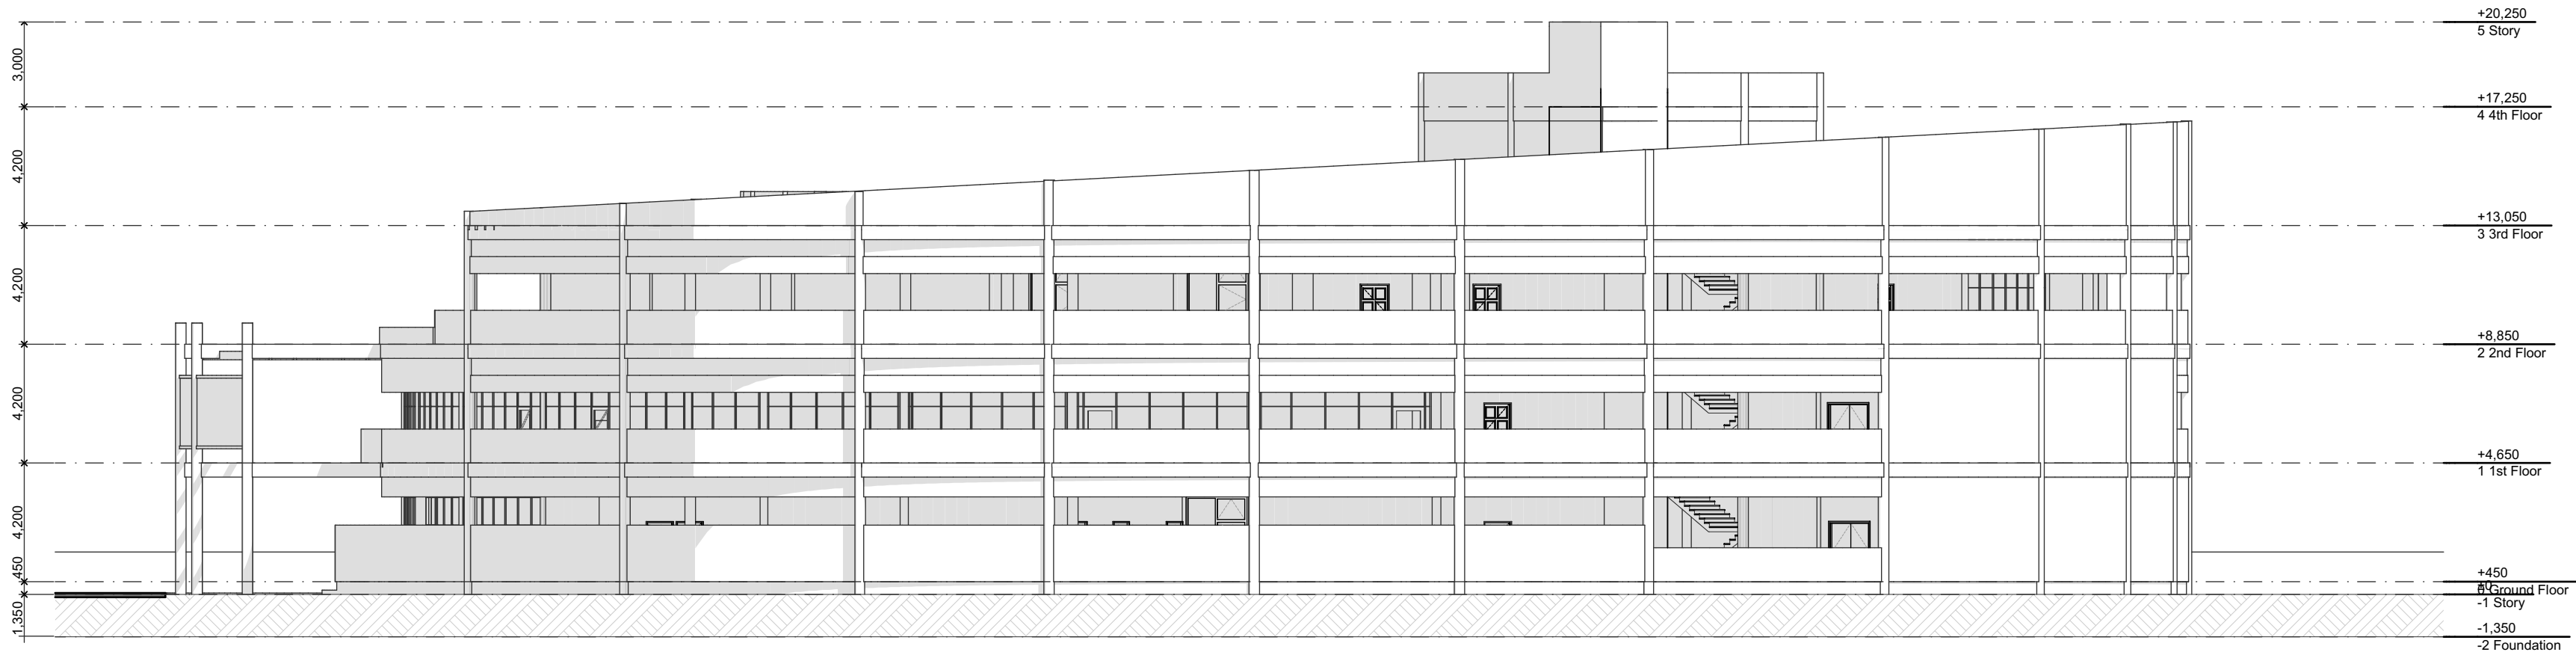 3,000
4,200
4,200
4,200
4,200
450
1,350
+20,250
5 Story
+17,250
4 4th Floor
+13,050
3 3rd Floor
+8,850
2 2nd Floor
+4,650
1 1st Floor
+450
±0
0 Ground Floor
-1 Story
-1,350
-2 Foundation